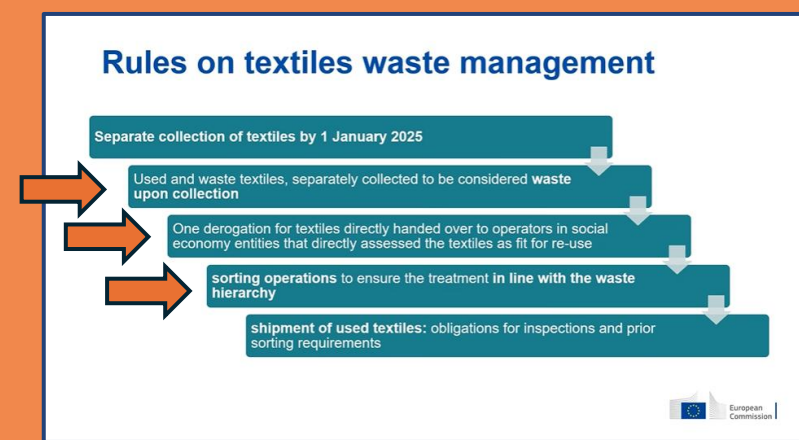 Rules on textiles waste management
Separate collection of textiles by 1 January 2025
Used and waste textiles, separately collected to be considered waste
upon collection
One derogation for textiles directly handed over to operators in social
economy entities that directly assessed the textiles as fit for re-use
sorting operations to ensure the treatment in line with the waste
hierarchy
shipment of used textiles: obligations for inspections and prior
sorting requirements
European
Commission